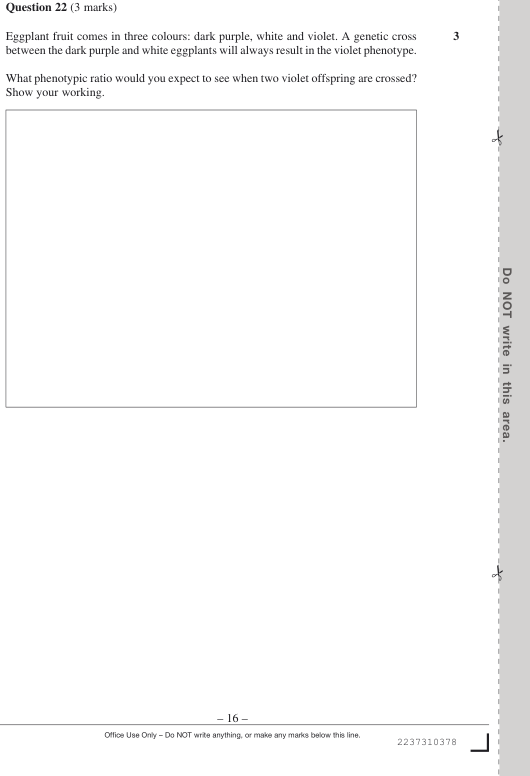 Question 22 (3 marks)
Eggplant fruit comes in three colours: dark purple, white and violet. A genetic cross 3
between the dark purple and white eggplants will always result in the violet phenotype.
What phenotypic ratio would you expect to see when two violet offspring are crossed?
Show your working.
Do NOT write in this area.
– 16 –
Office Use Only – Do NOT write anything, or make any marks below this line.
2237310378